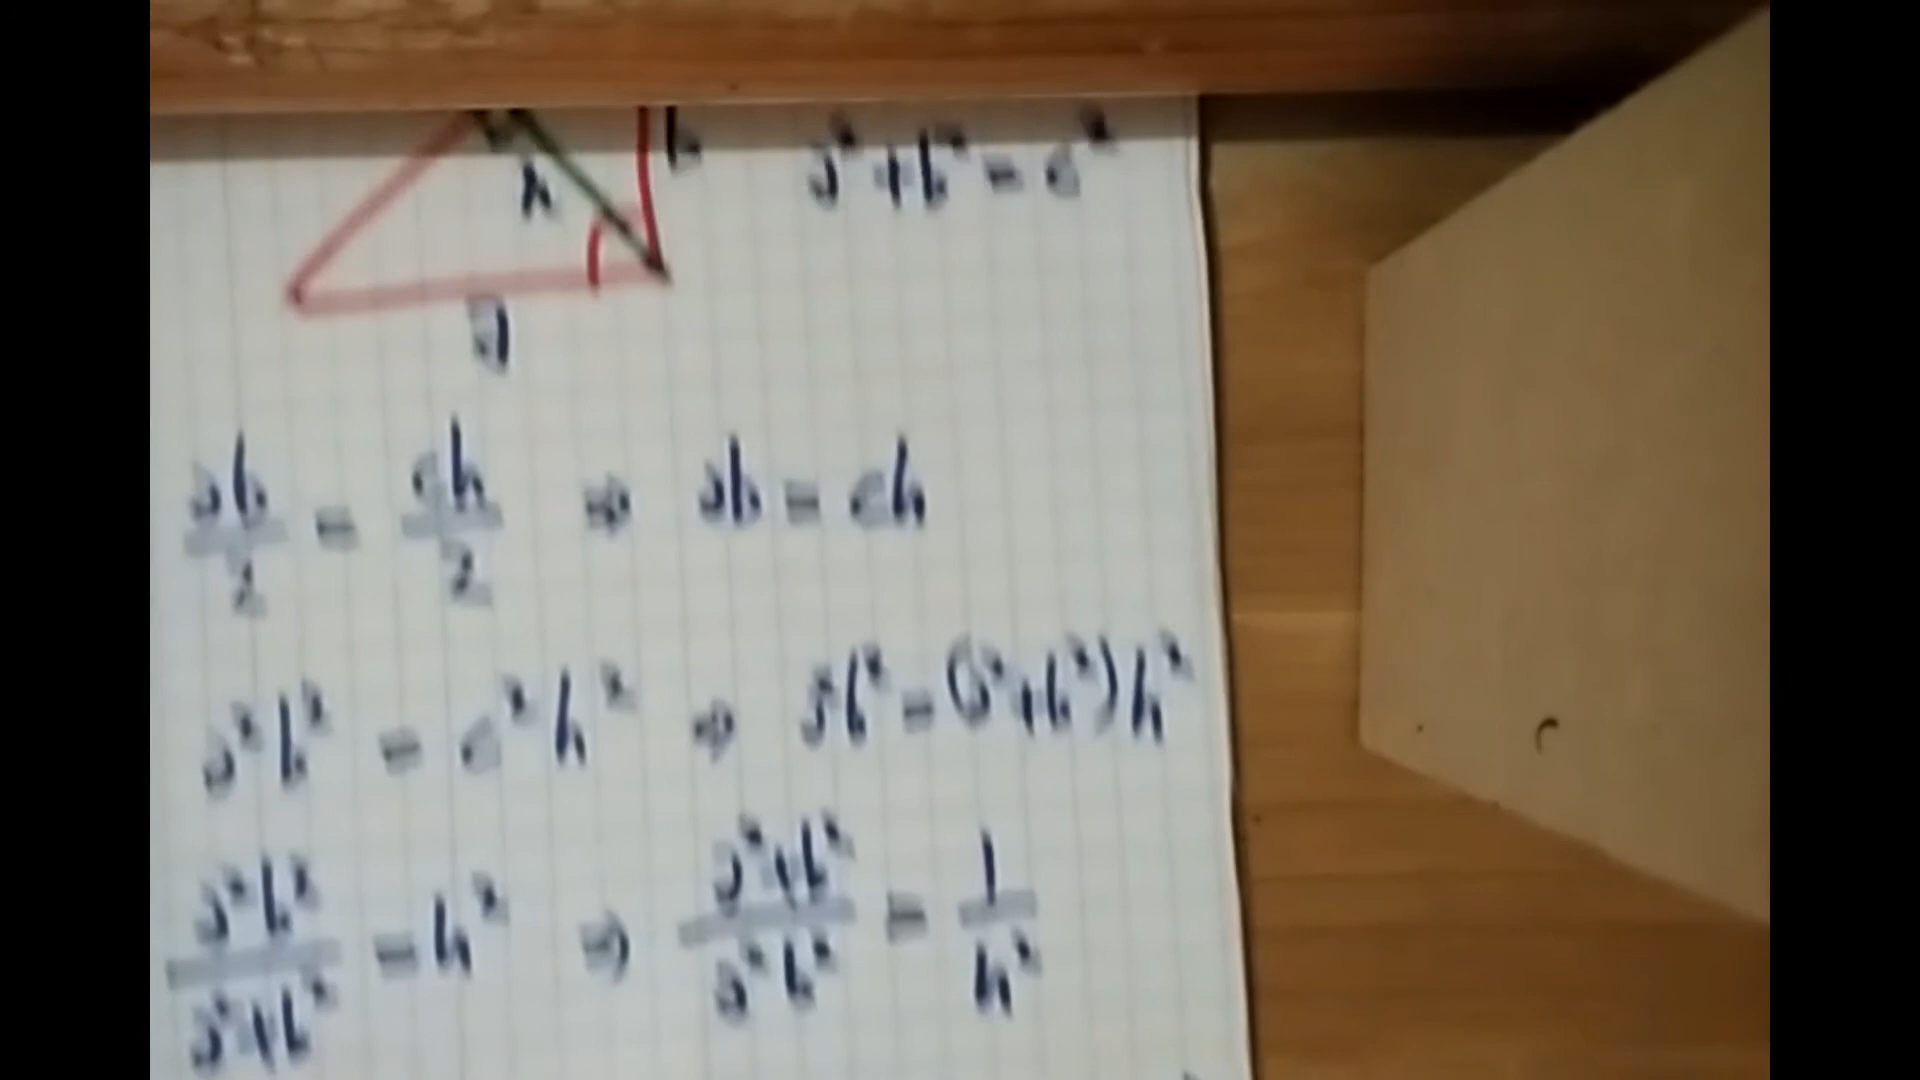 h b a² + b² = c²
a
ab/2 = ch/2 ⇒ ab = ch
a²b² = c²h² ⇒ a²b² = (a² + b²)h²
a²b²/a²+b² = h² ⇒ a²+b²/a²b² = 1/h²